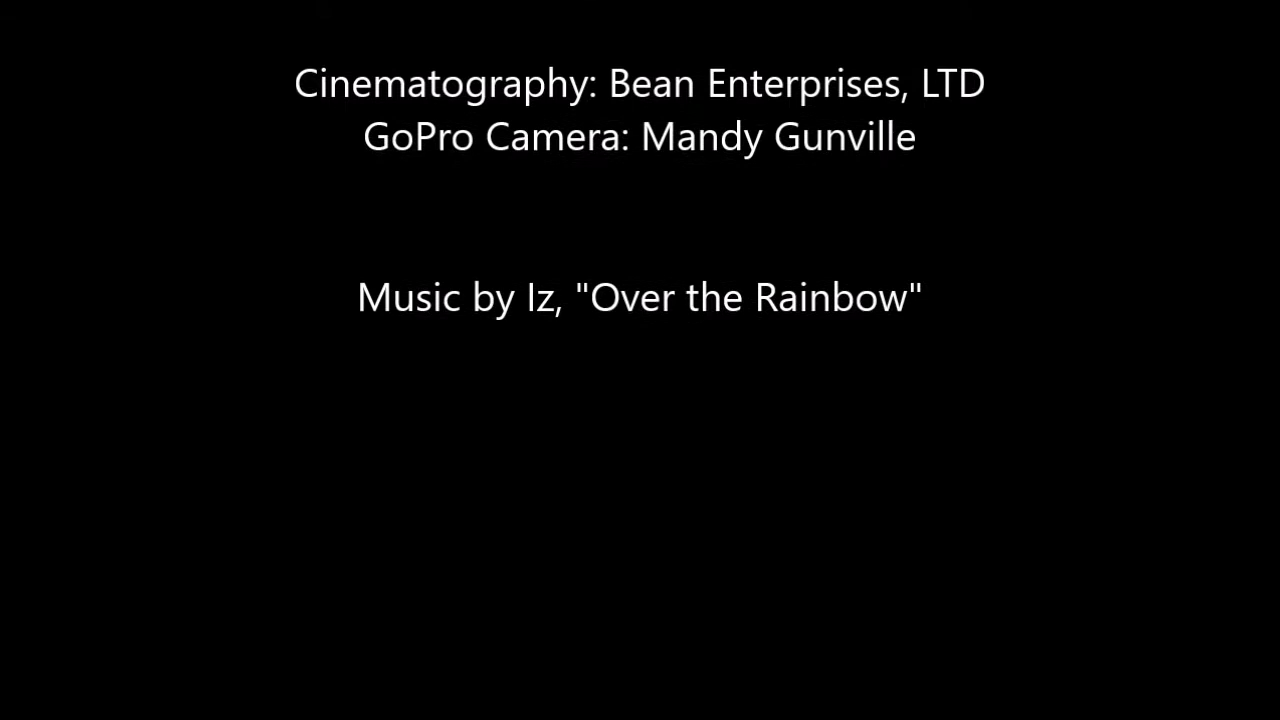 Cinematography: Bean Enterprises, LTD
GoPro Camera: Mandy Gunville
Music by Iz, "Over the Rainbow"